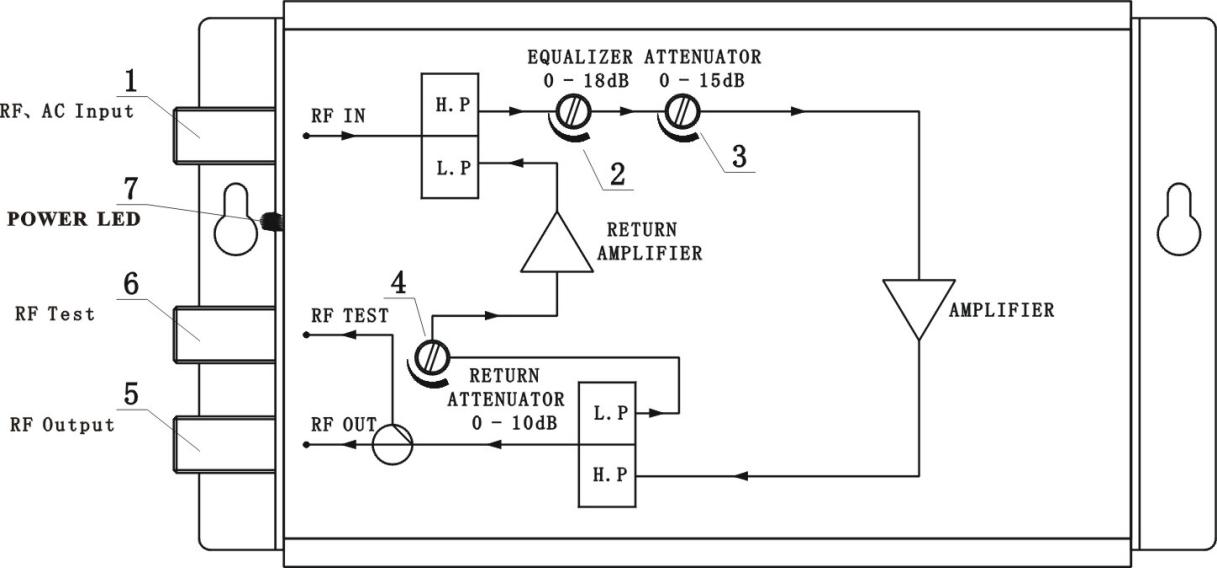 EQUALIZER ATTENUATOR
0 - 18dB 0 - 15dB
1
RF、AC Input
RF IN
H.P
L.P
2
3
7
POWER LED
RETURN
AMPLIFIER
6
RF Test
RF TEST
4
AMPLIFIER
RETURN
ATTENUATOR
0 - 10dB
5
RF Output
RF OUT
L.P
H.P